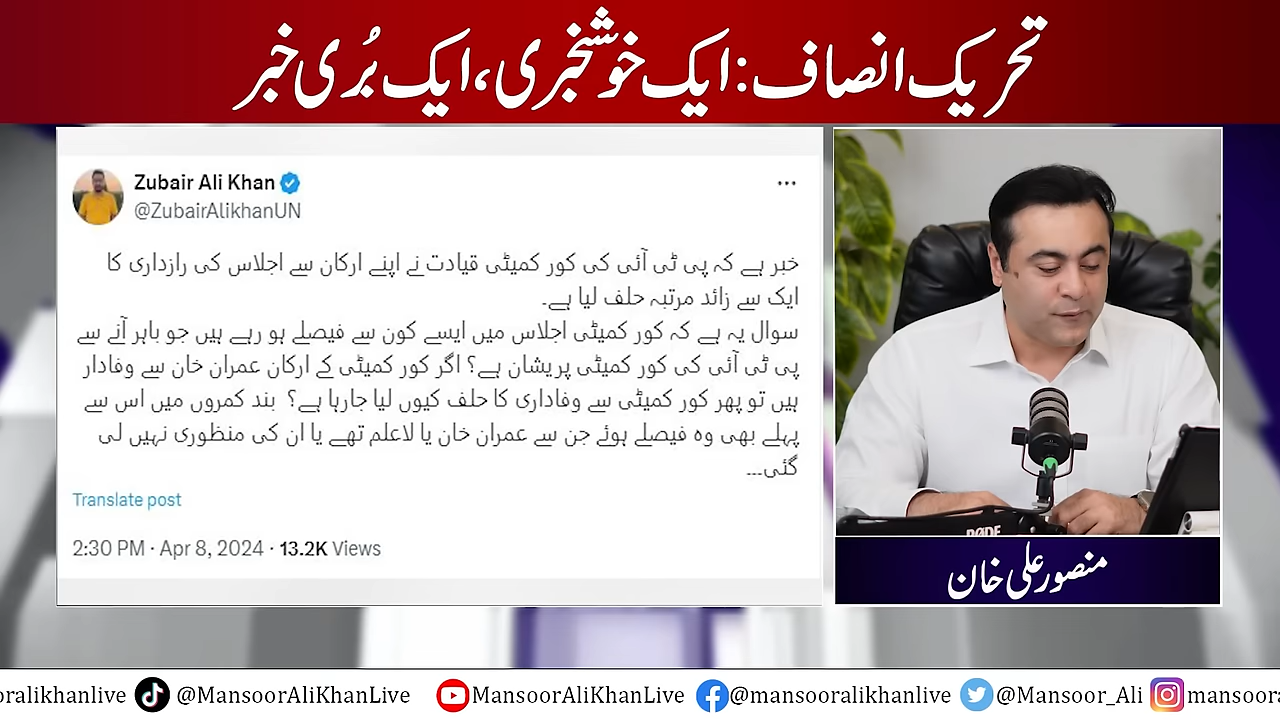 تحریک انصاف: ایک خوشخبری، ایک بُری خبر
Zubair Ali Khan
@ZubairAlikhanUN
خبر ہے کہ پی ٹی آئی کی کور کمیٹی قیادت نے اپنے ارکان سے اجلاس کی رازداری کا
ایک سے زائد مرتبہ حلف لیا ہے۔
سوال یہ ہے کہ کور کمیٹی اجلاس میں ایسے کون سے فیصلے ہو رہے ہیں جو باہر آنے سے
پی ٹی آئی کی کور کمیٹی پریشان ہے؟ اگر کور کمیٹی کے ارکان عمران خان سے وفادار
ہیں تو پھر کور کمیٹی سے وفاداری کا حلف کیوں لیا جارہا ہے؟ بند کمروں میں اس سے
پہلے بھی وہ فیصلے ہوئے جن سے عمران خان یا لاعلم تھے یا ان کی منظوری نہیں لی
گئی۔۔۔
Translate post
2:30 PM · Apr 8, 2024 · 13.2K Views
RØDE
منصور علی خان
ooralikhanlive @MansoorAliKhanLive MansoorAliKhanLive @mansooralikhanlive @Mansoor_Ali mansoora